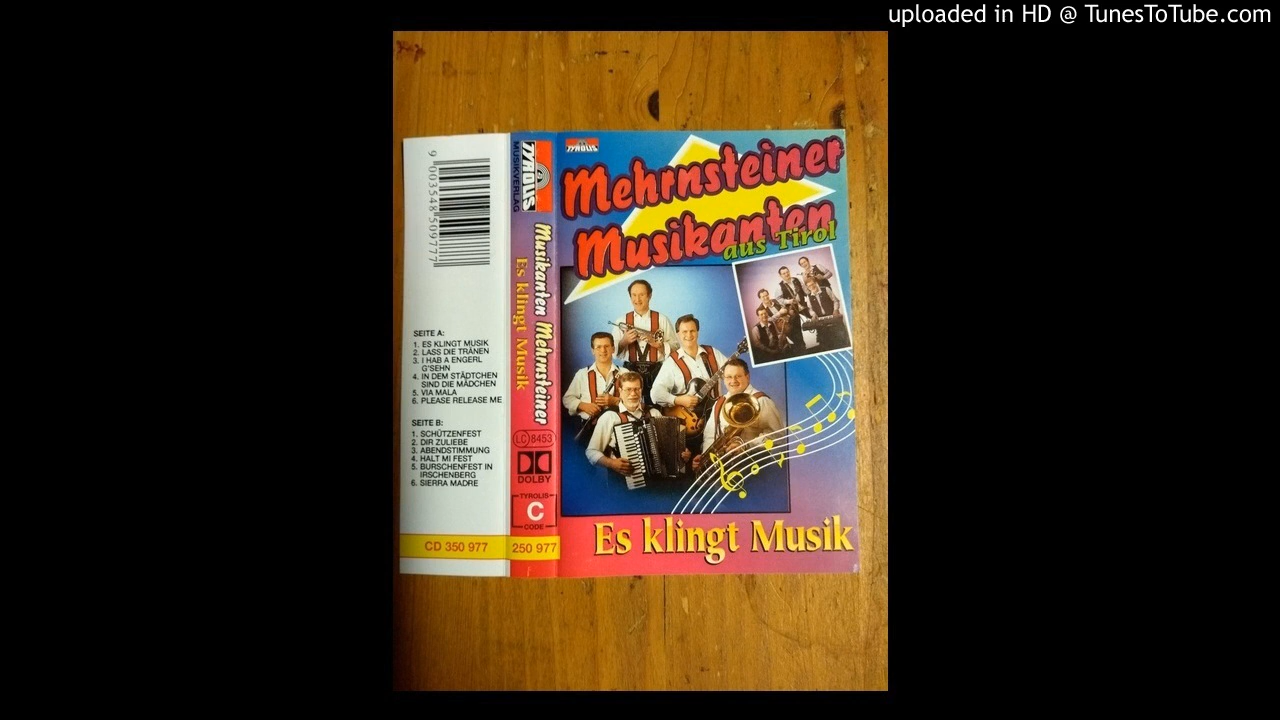 uploaded in HD @ TunesToTube.com
9 003548 509777
SEITE A:
1. ES KLINGT MUSIK
2. LASS DIE TRÄNEN
3. I HAB A ENGERL
G'SEHN
4. IN DEM STÄDTCHEN
SIND DIE MÄDCHEN
5. VIA MALA
6. PLEASE RELEASE ME
SEITE B:
1. SCHÜTZENFEST
2. DIR ZULIEBE
3. ABENDSTIMMUNG
4. HALT MI FEST
5. BURSCHENFEST IN
IRSCHENBERG
6. SIERRA MADRE
CD 350 977
TYROLIS
MUSIKVERLAG
Musikanten Mehrnsteiner
Es klingt Musik
LC 8453
DOLBY
TYROLIS
C
CODE
250 977
TYROLIS
Mehrnsteiner
Musikanten
aus Tirol
Es klingt Musik